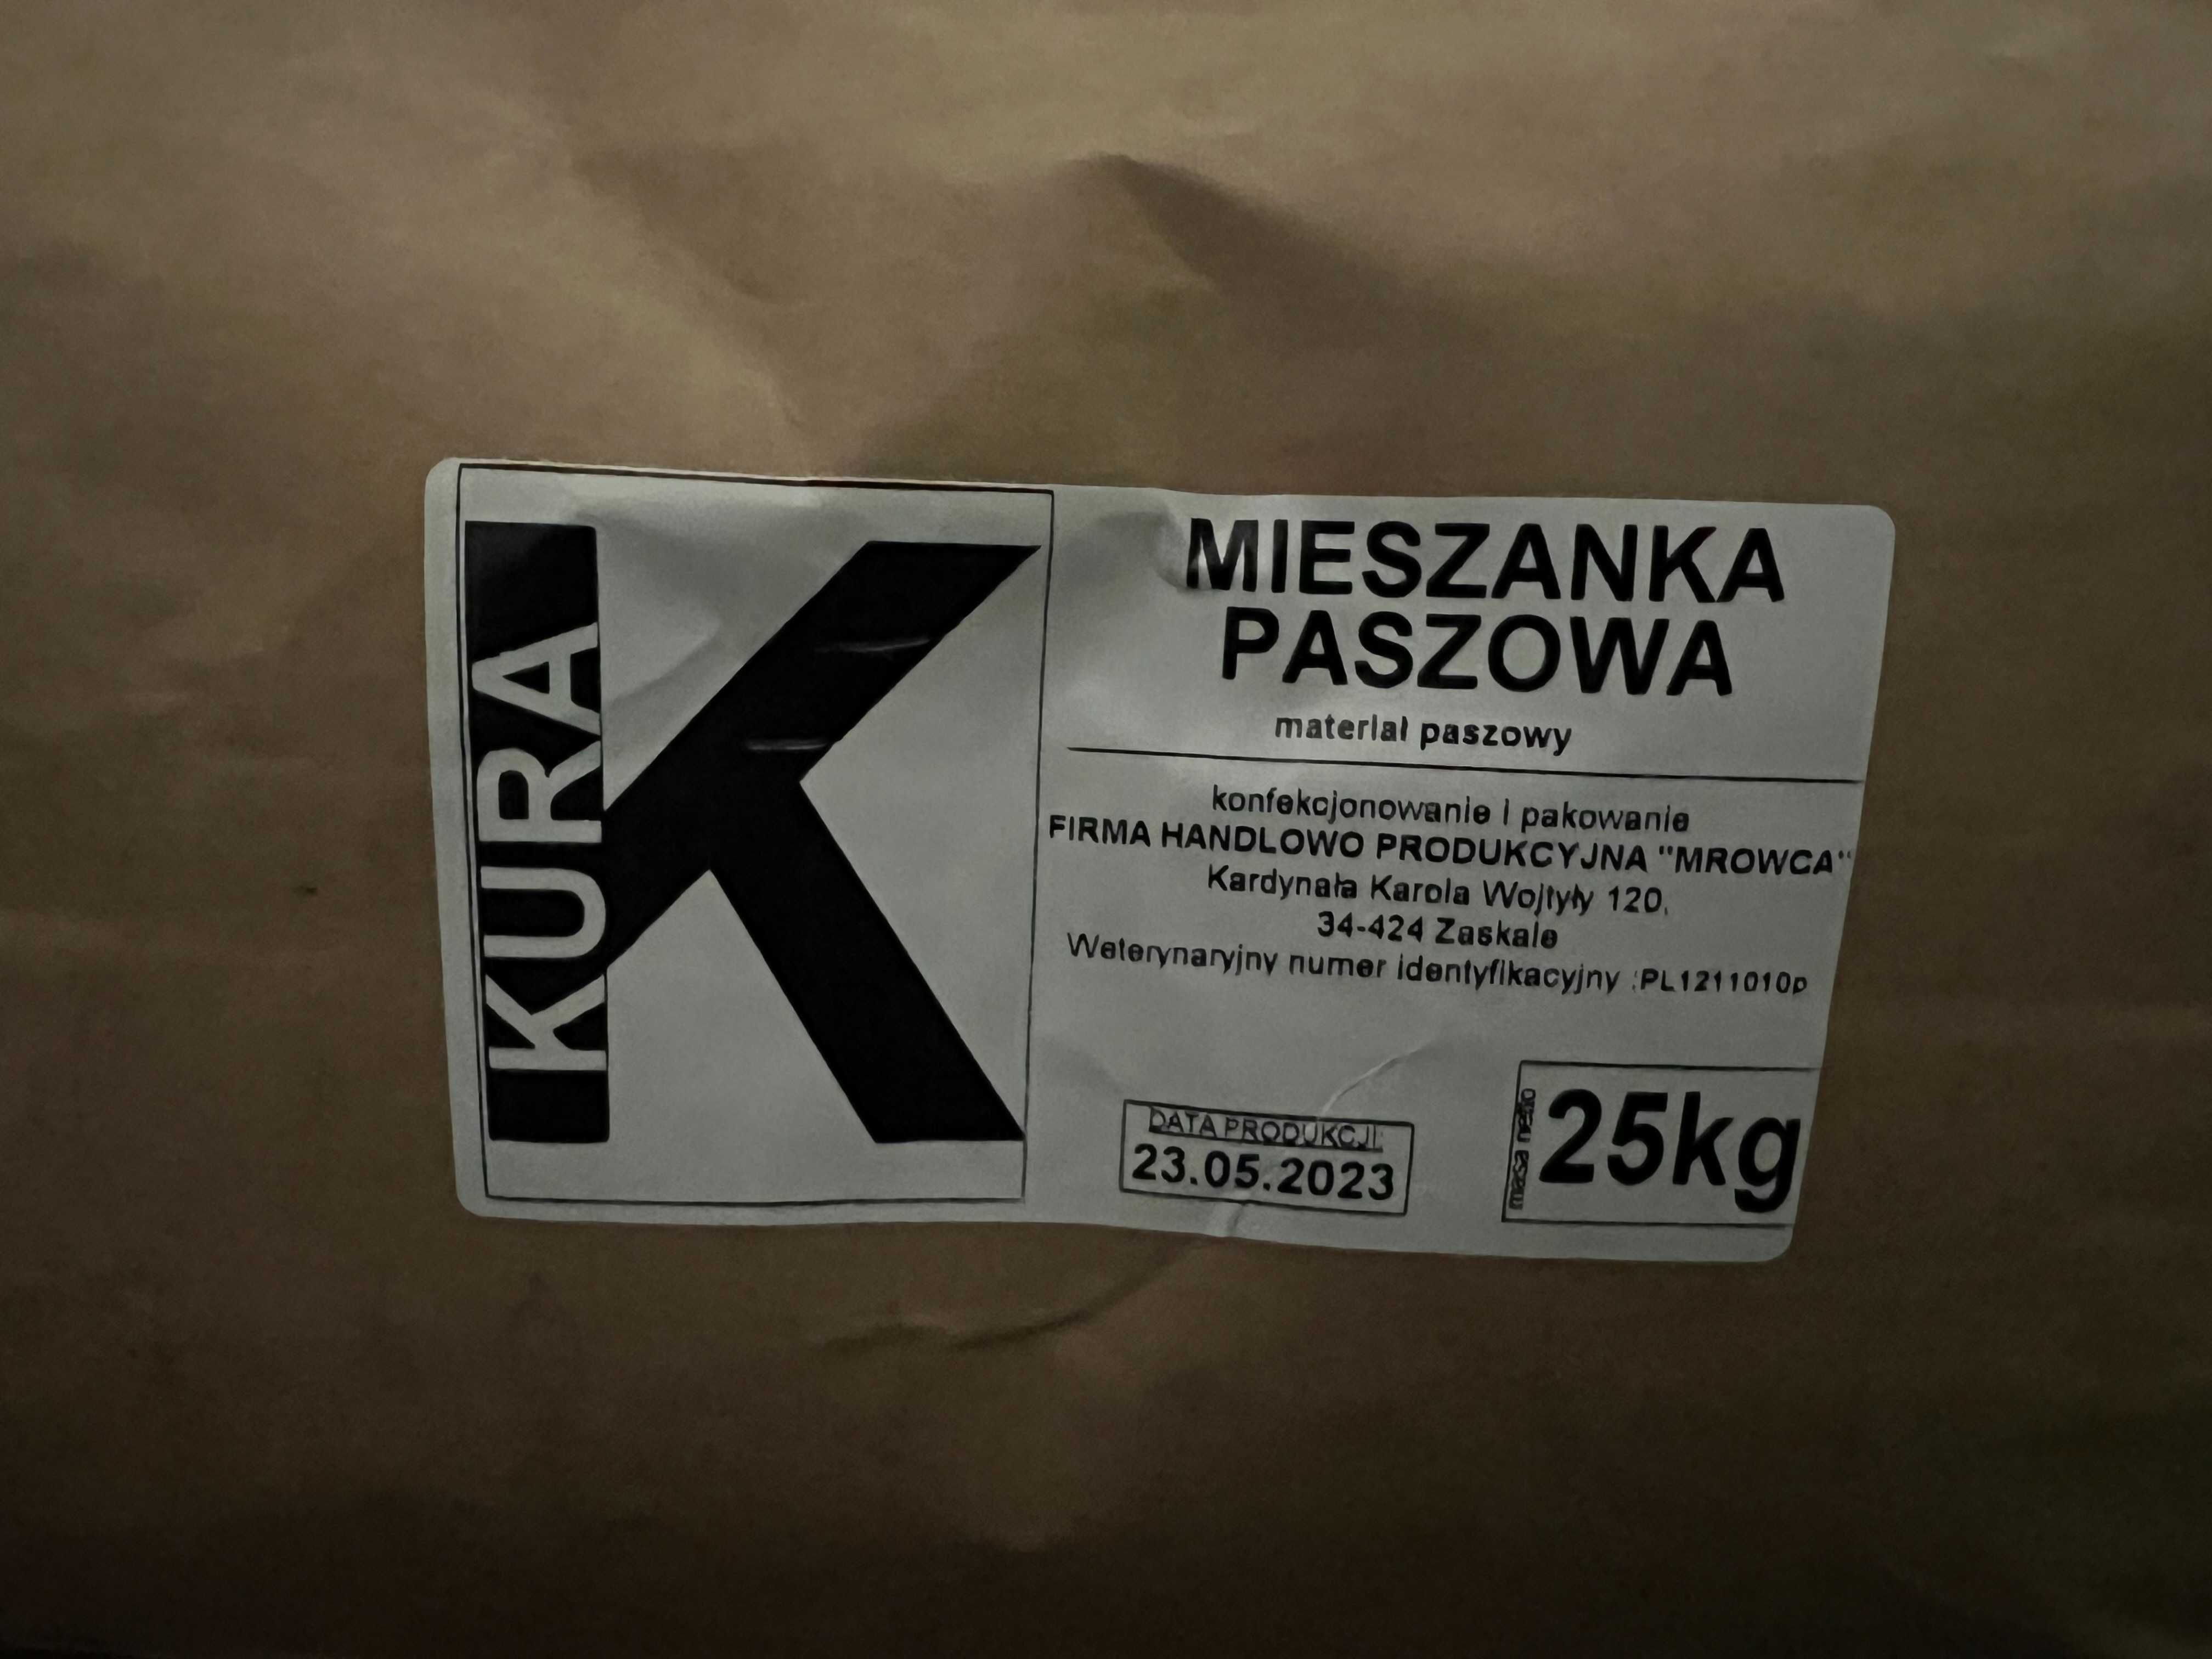 KURA
K
MIESZANKA
PASZOWA
materiał paszowy
konfekcjonowanie i pakowanie
FIRMA HANDLOWO PRODUKCYJNA "MROWCA"
Kardynała Karola Wojtyły 120,
34-424 Zaskale
Weterynaryjny numer identyfikacyjny :PL1211010p
DATA PRODUKCJI:
23.05.2023
masa netto
25kg